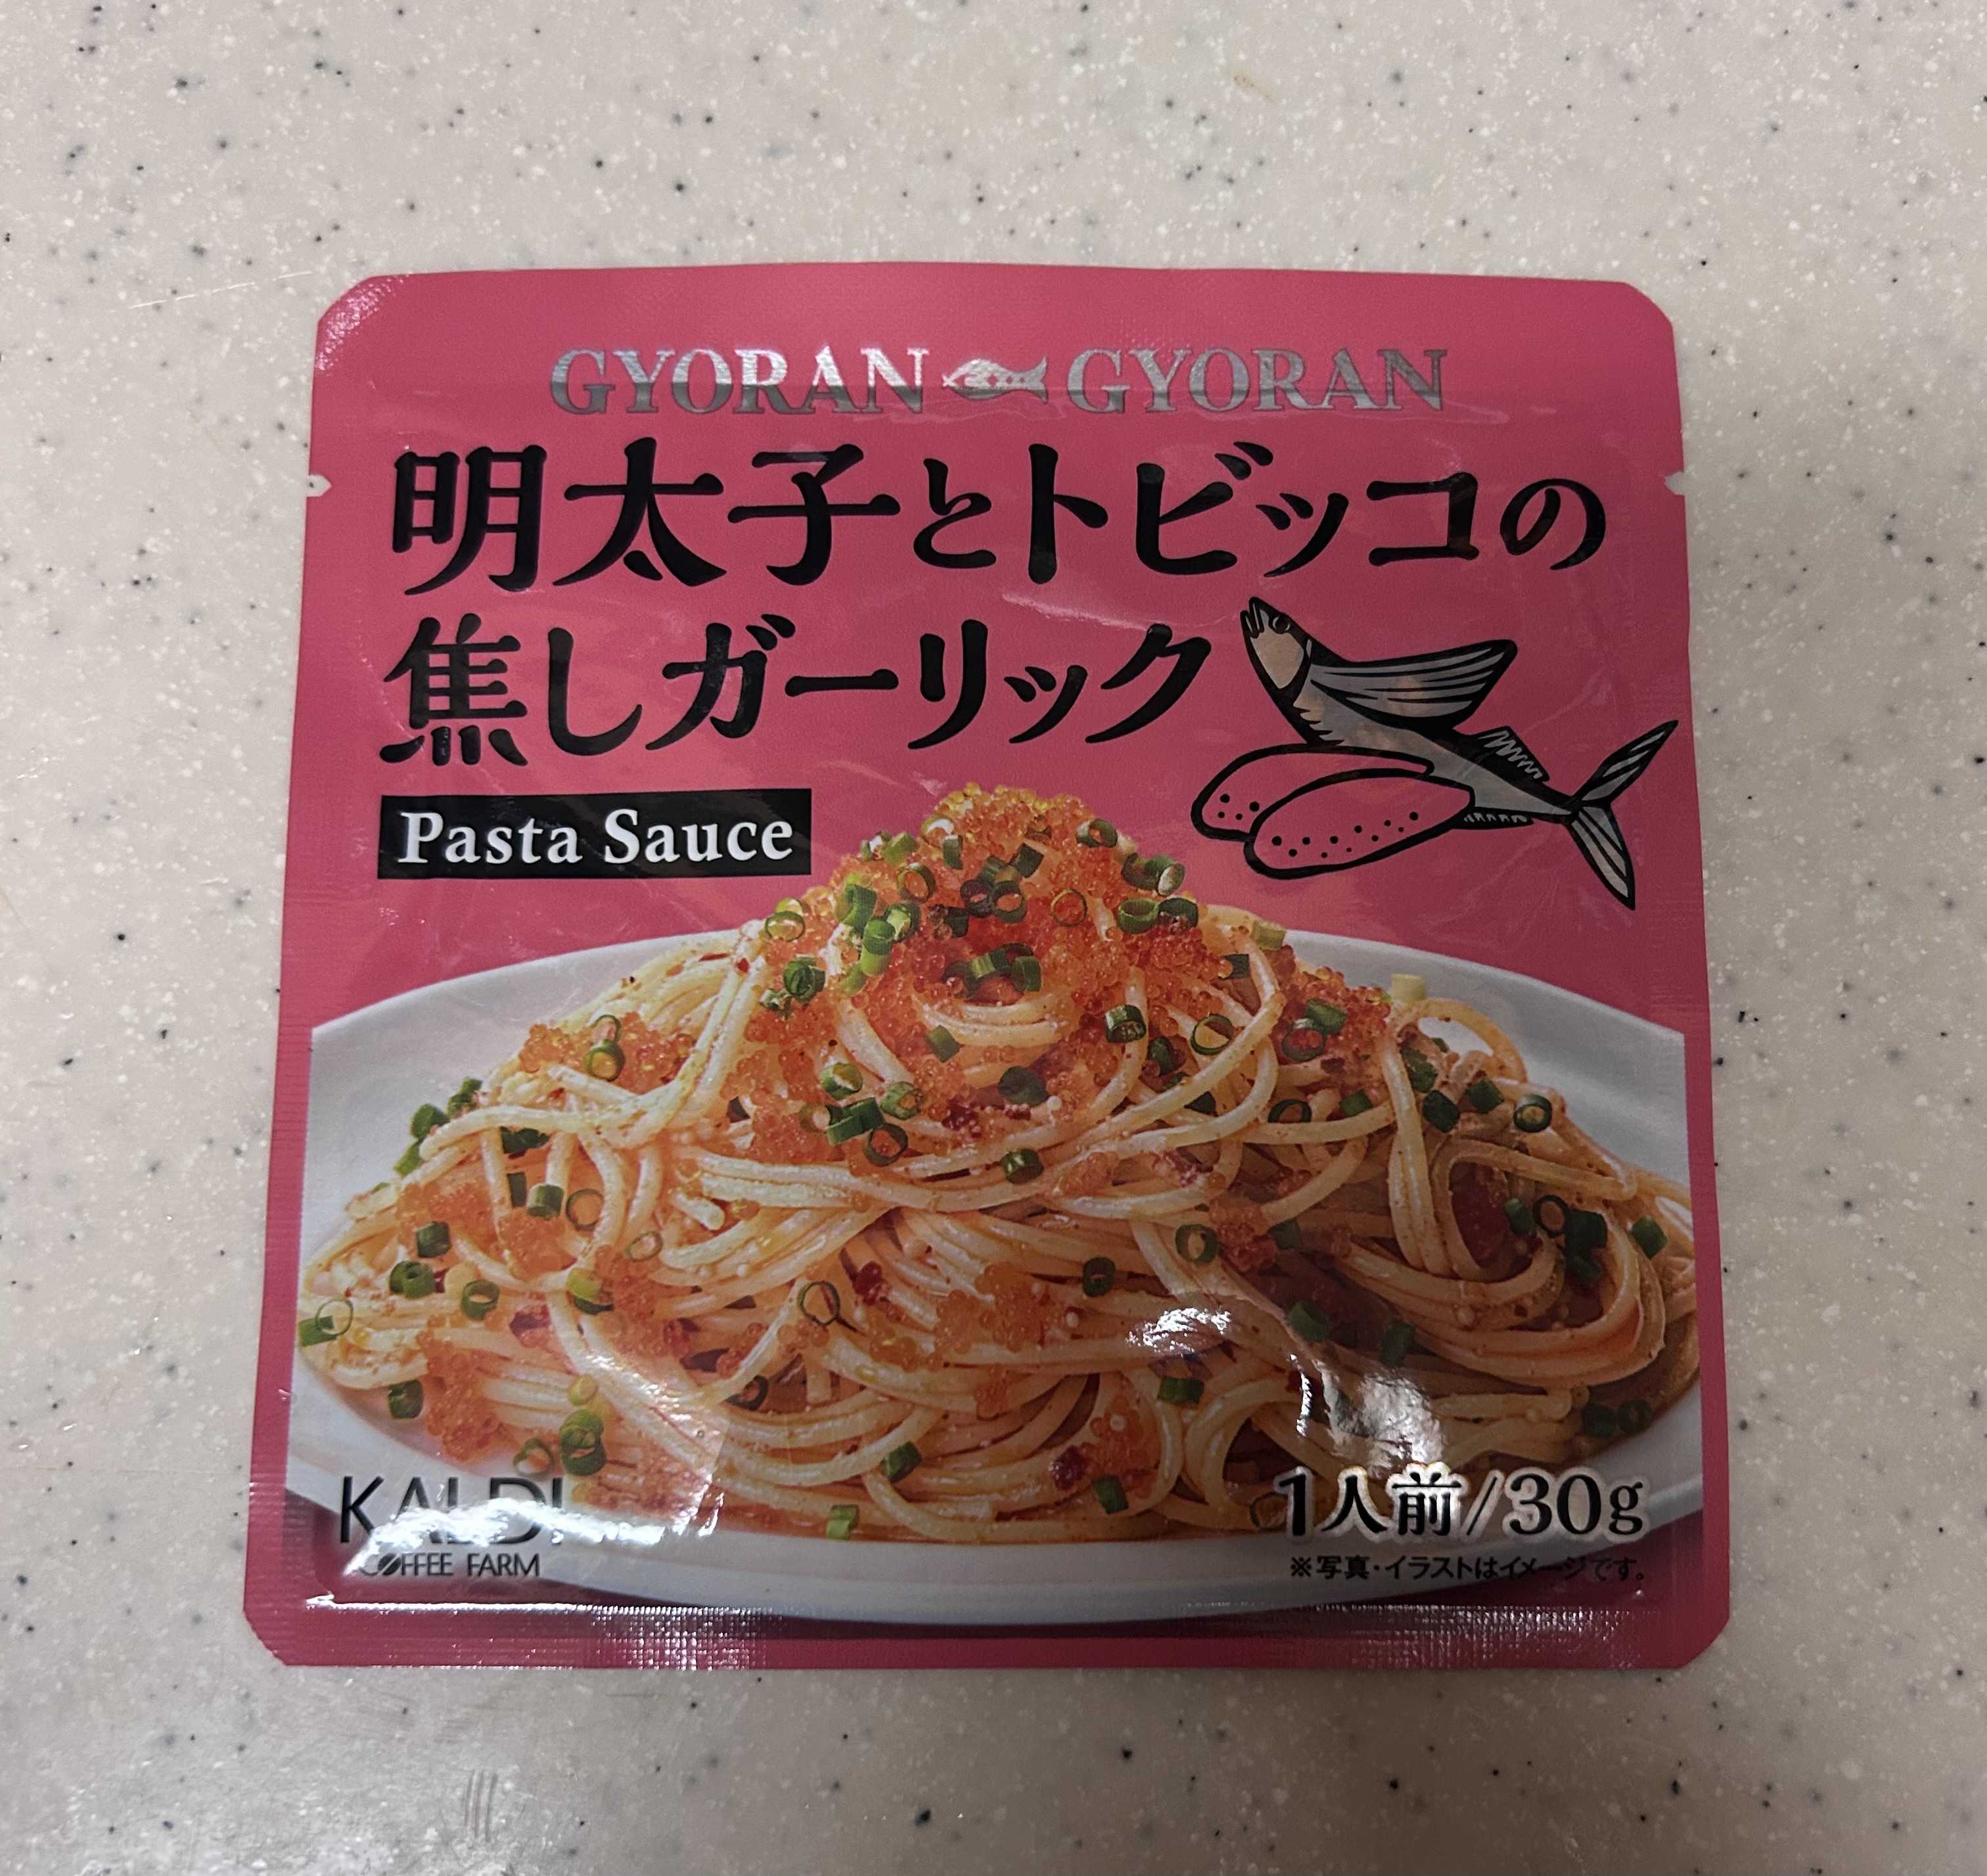 GYORAN GYORAN
明太子とトビッコの
焦しガーリック
Pasta Sauce
KALDI
COFFEE FARM
1人前/30g
※写真・イラストはイメージです。